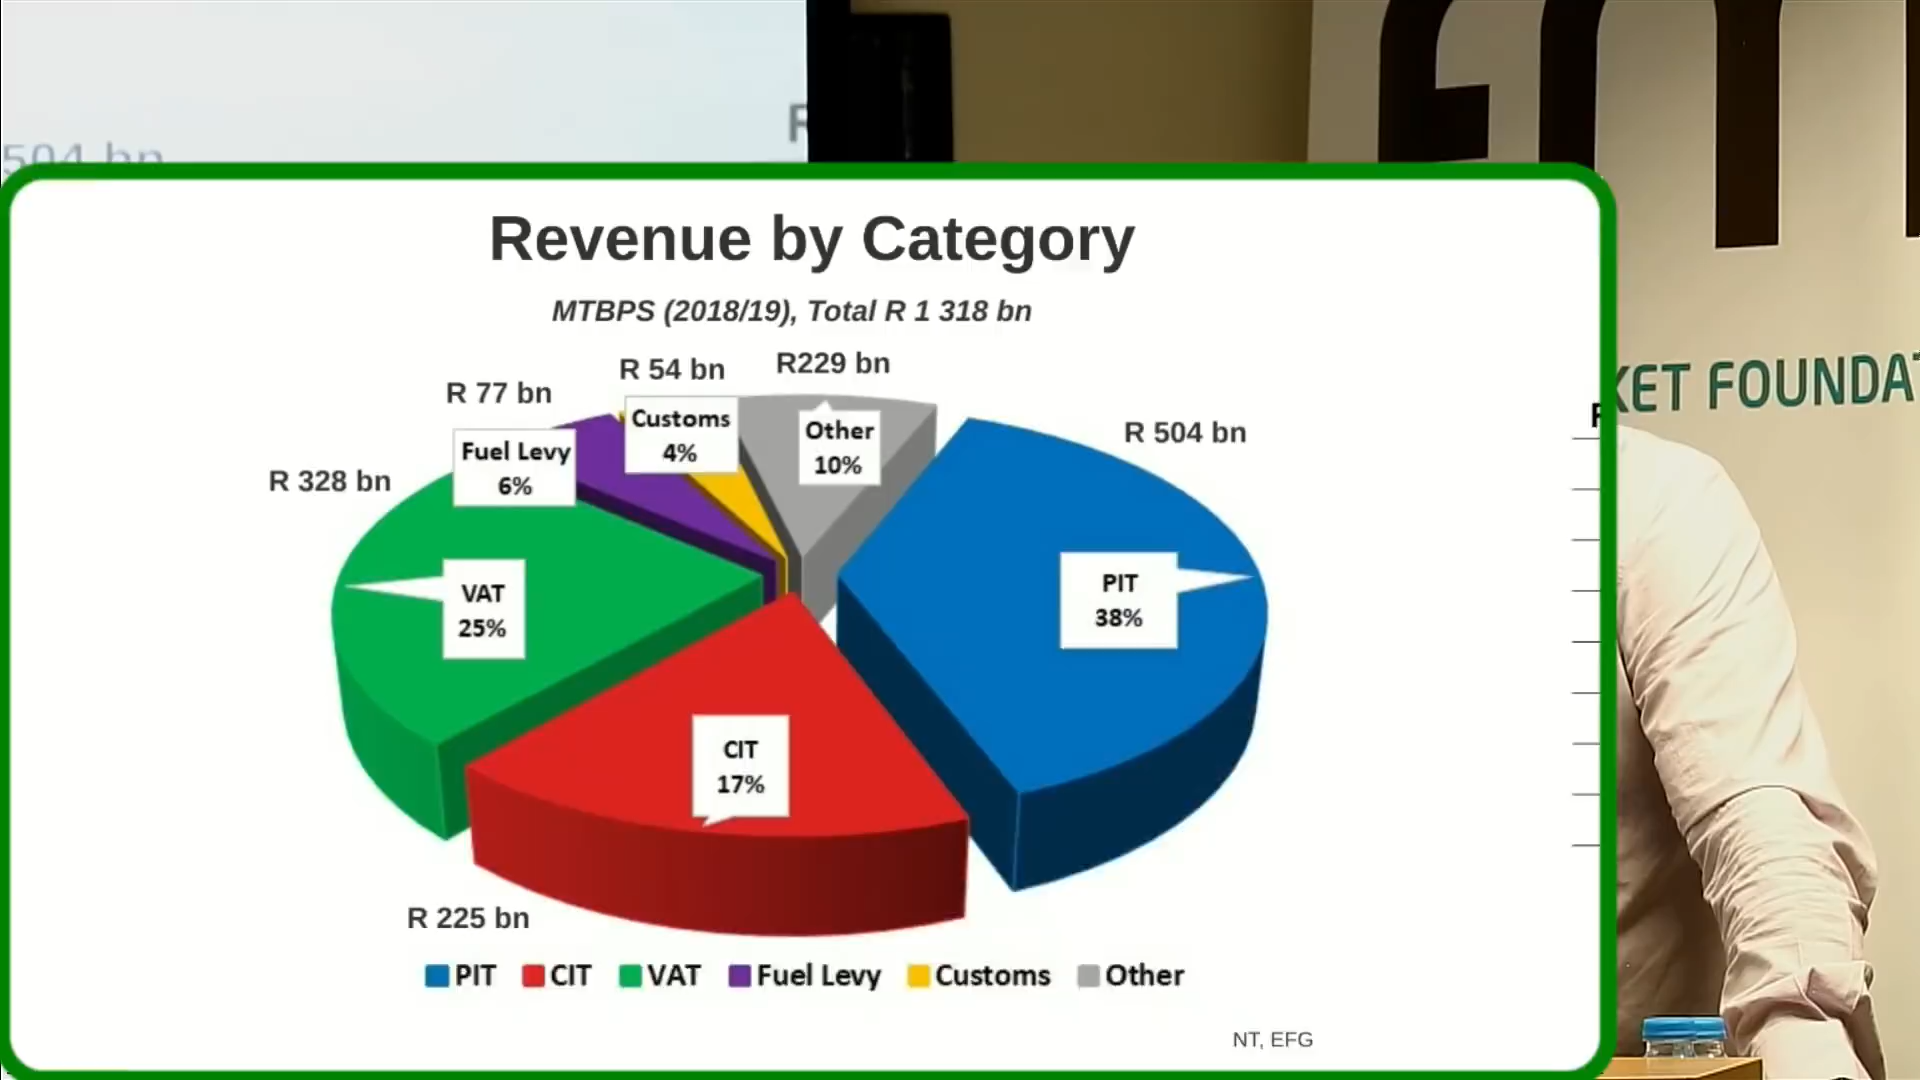 504 bn
Revenue by Category
MTBPS (2018/19), Total R 1 318 bn
R 54 bn
R229 bn
R 77 bn
R 504 bn
R 328 bn
Customs
4%
Other
10%
Fuel Levy
6%
VAT
25%
PIT
38%
CIT
17%
R 225 bn
PIT CIT VAT Fuel Levy Customs Other
NT, EFG
KET FOUNDAT